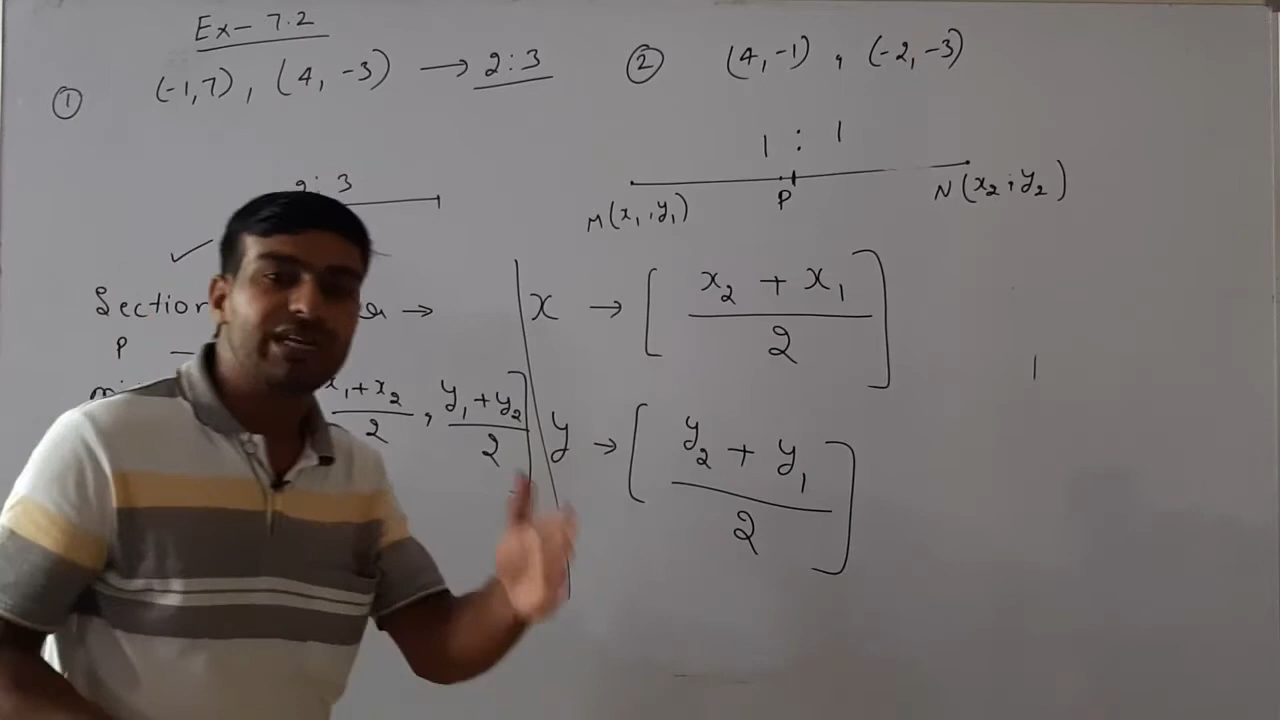 Ex- 7.2
① (-1,7), (4, -3) → 2:3
2: 3
✓
Section →
P —
x₁+x₂/2, y₁+y₂/2]
② (4,-1), (-2,-3)
1 : 1
M(x₁,y₁) P N(x₂,y₂)
x → [x₂ + x₁/2]
y → [y₂ + y₁/2]